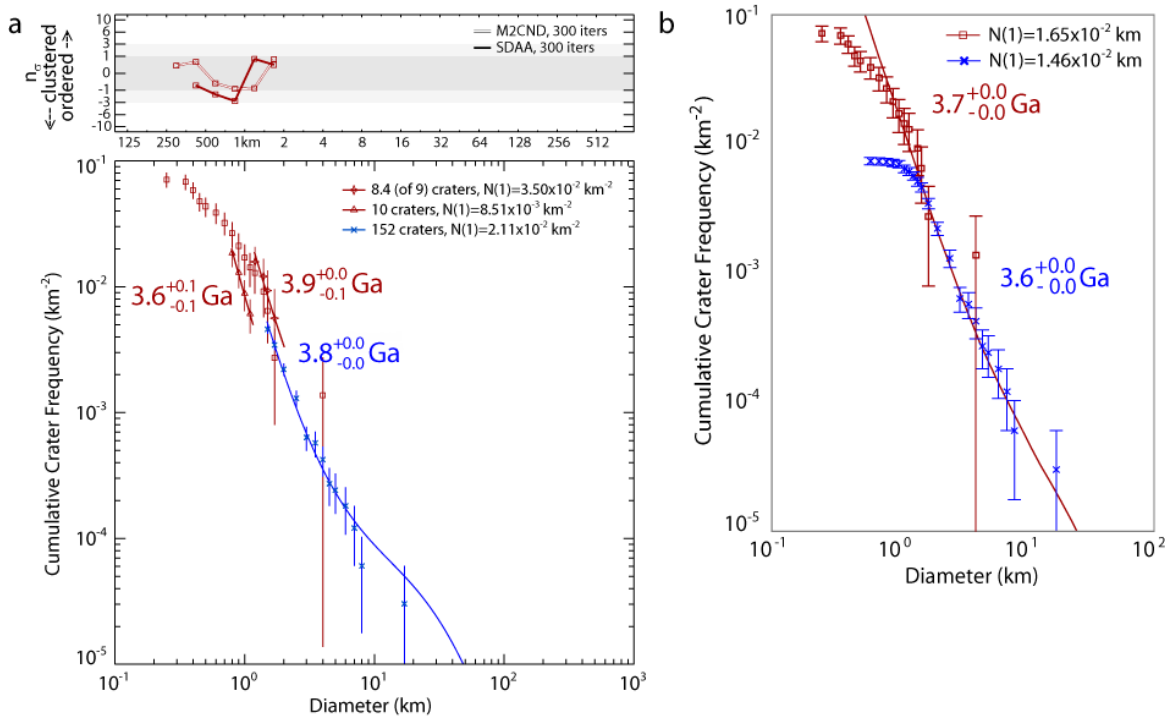 a
n_σ
<-- clustered
ordered -->
10
6
3
1
0
-1
-3
-6
-10
M2CND, 300 iters
SDAA, 300 iters
125 250 500 1km 2 4 8 16 32 64 128 256 512
Cumulative Crater Frequency (km⁻²)
10⁻¹
10⁻²
10⁻³
10⁻⁴
10⁻⁵
8.4 (of 9) craters, N(1)=3.50x10⁻² km⁻²
10 craters, N(1)=8.51x10⁻³ km⁻²
152 craters, N(1)=2.11x10⁻² km⁻²
3.6 +0.1 -0.1 Ga
3.9 +0.0 -0.1 Ga
3.8 +0.0 -0.0 Ga
10⁻¹ 10⁰ 10¹ 10² 10³
Diameter (km)
b
Cumulative Crater Frequency (km⁻²)
10⁻¹
10⁻²
10⁻³
10⁻⁴
10⁻⁵
N(1)=1.65x10⁻² km
N(1)=1.46x10⁻² km
3.7 +0.0 -0.0 Ga
3.6 +0.0 -0.0 Ga
10⁻¹ 10⁰ 10¹ 10²
Diameter (km)